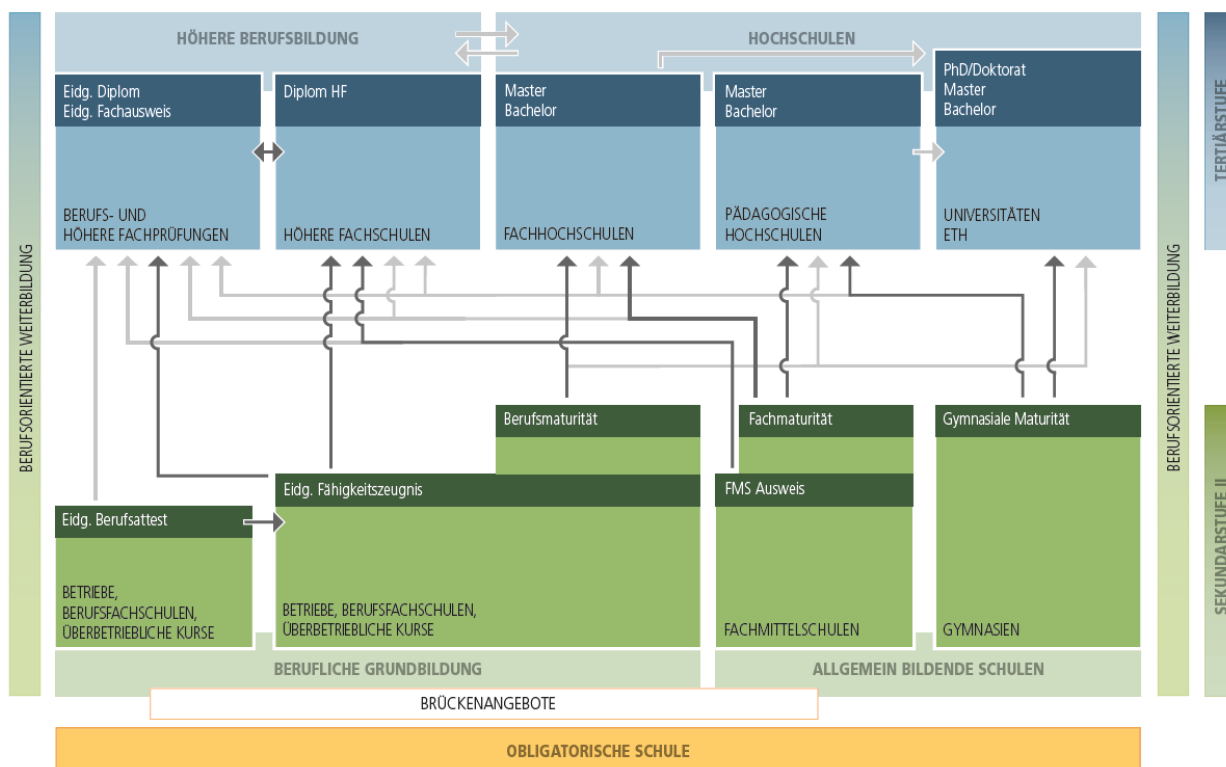 HÖHERE BERUFSBILDUNG
HOCHSCHULEN
Eidg. Diplom
Eidg. Fachausweis
Diplom HF
Master
Bachelor
Master
Bachelor
PhD/Doktorat
Master
Bachelor
BERUFS- UND
HÖHERE FACHPRÜFUNGEN
HÖHERE FACHSCHULEN
FACHHOCHSCHULEN
PÄDAGOGISCHE
HOCHSCHULEN
UNIVERSITÄTEN
ETH
BERUFSORIENTIERTE WEITERBILDUNG
BERUFSORIENTIERTE WEITERBILDUNG
TERTIÄRSTUFE
SEKUNDARSTUFE II
Berufsmaturität
Fachmaturität
Gymnasiale Maturität
Eidg. Fähigkeitszeugnis
FMS Ausweis
Eidg. Berufsattest
BETRIEBE,
BERUFSFACHSCHULEN,
ÜBERBETRIEBLICHE KURSE
BETRIEBE, BERUFSFACHSCHULEN,
ÜBERBETRIEBLICHE KURSE
FACHMITTELSCHULEN
GYMNASIEN
BERUFLICHE GRUNDBILDUNG
ALLGEMEIN BILDENDE SCHULEN
BRÜCKENANGEBOTE
OBLIGATORISCHE SCHULE